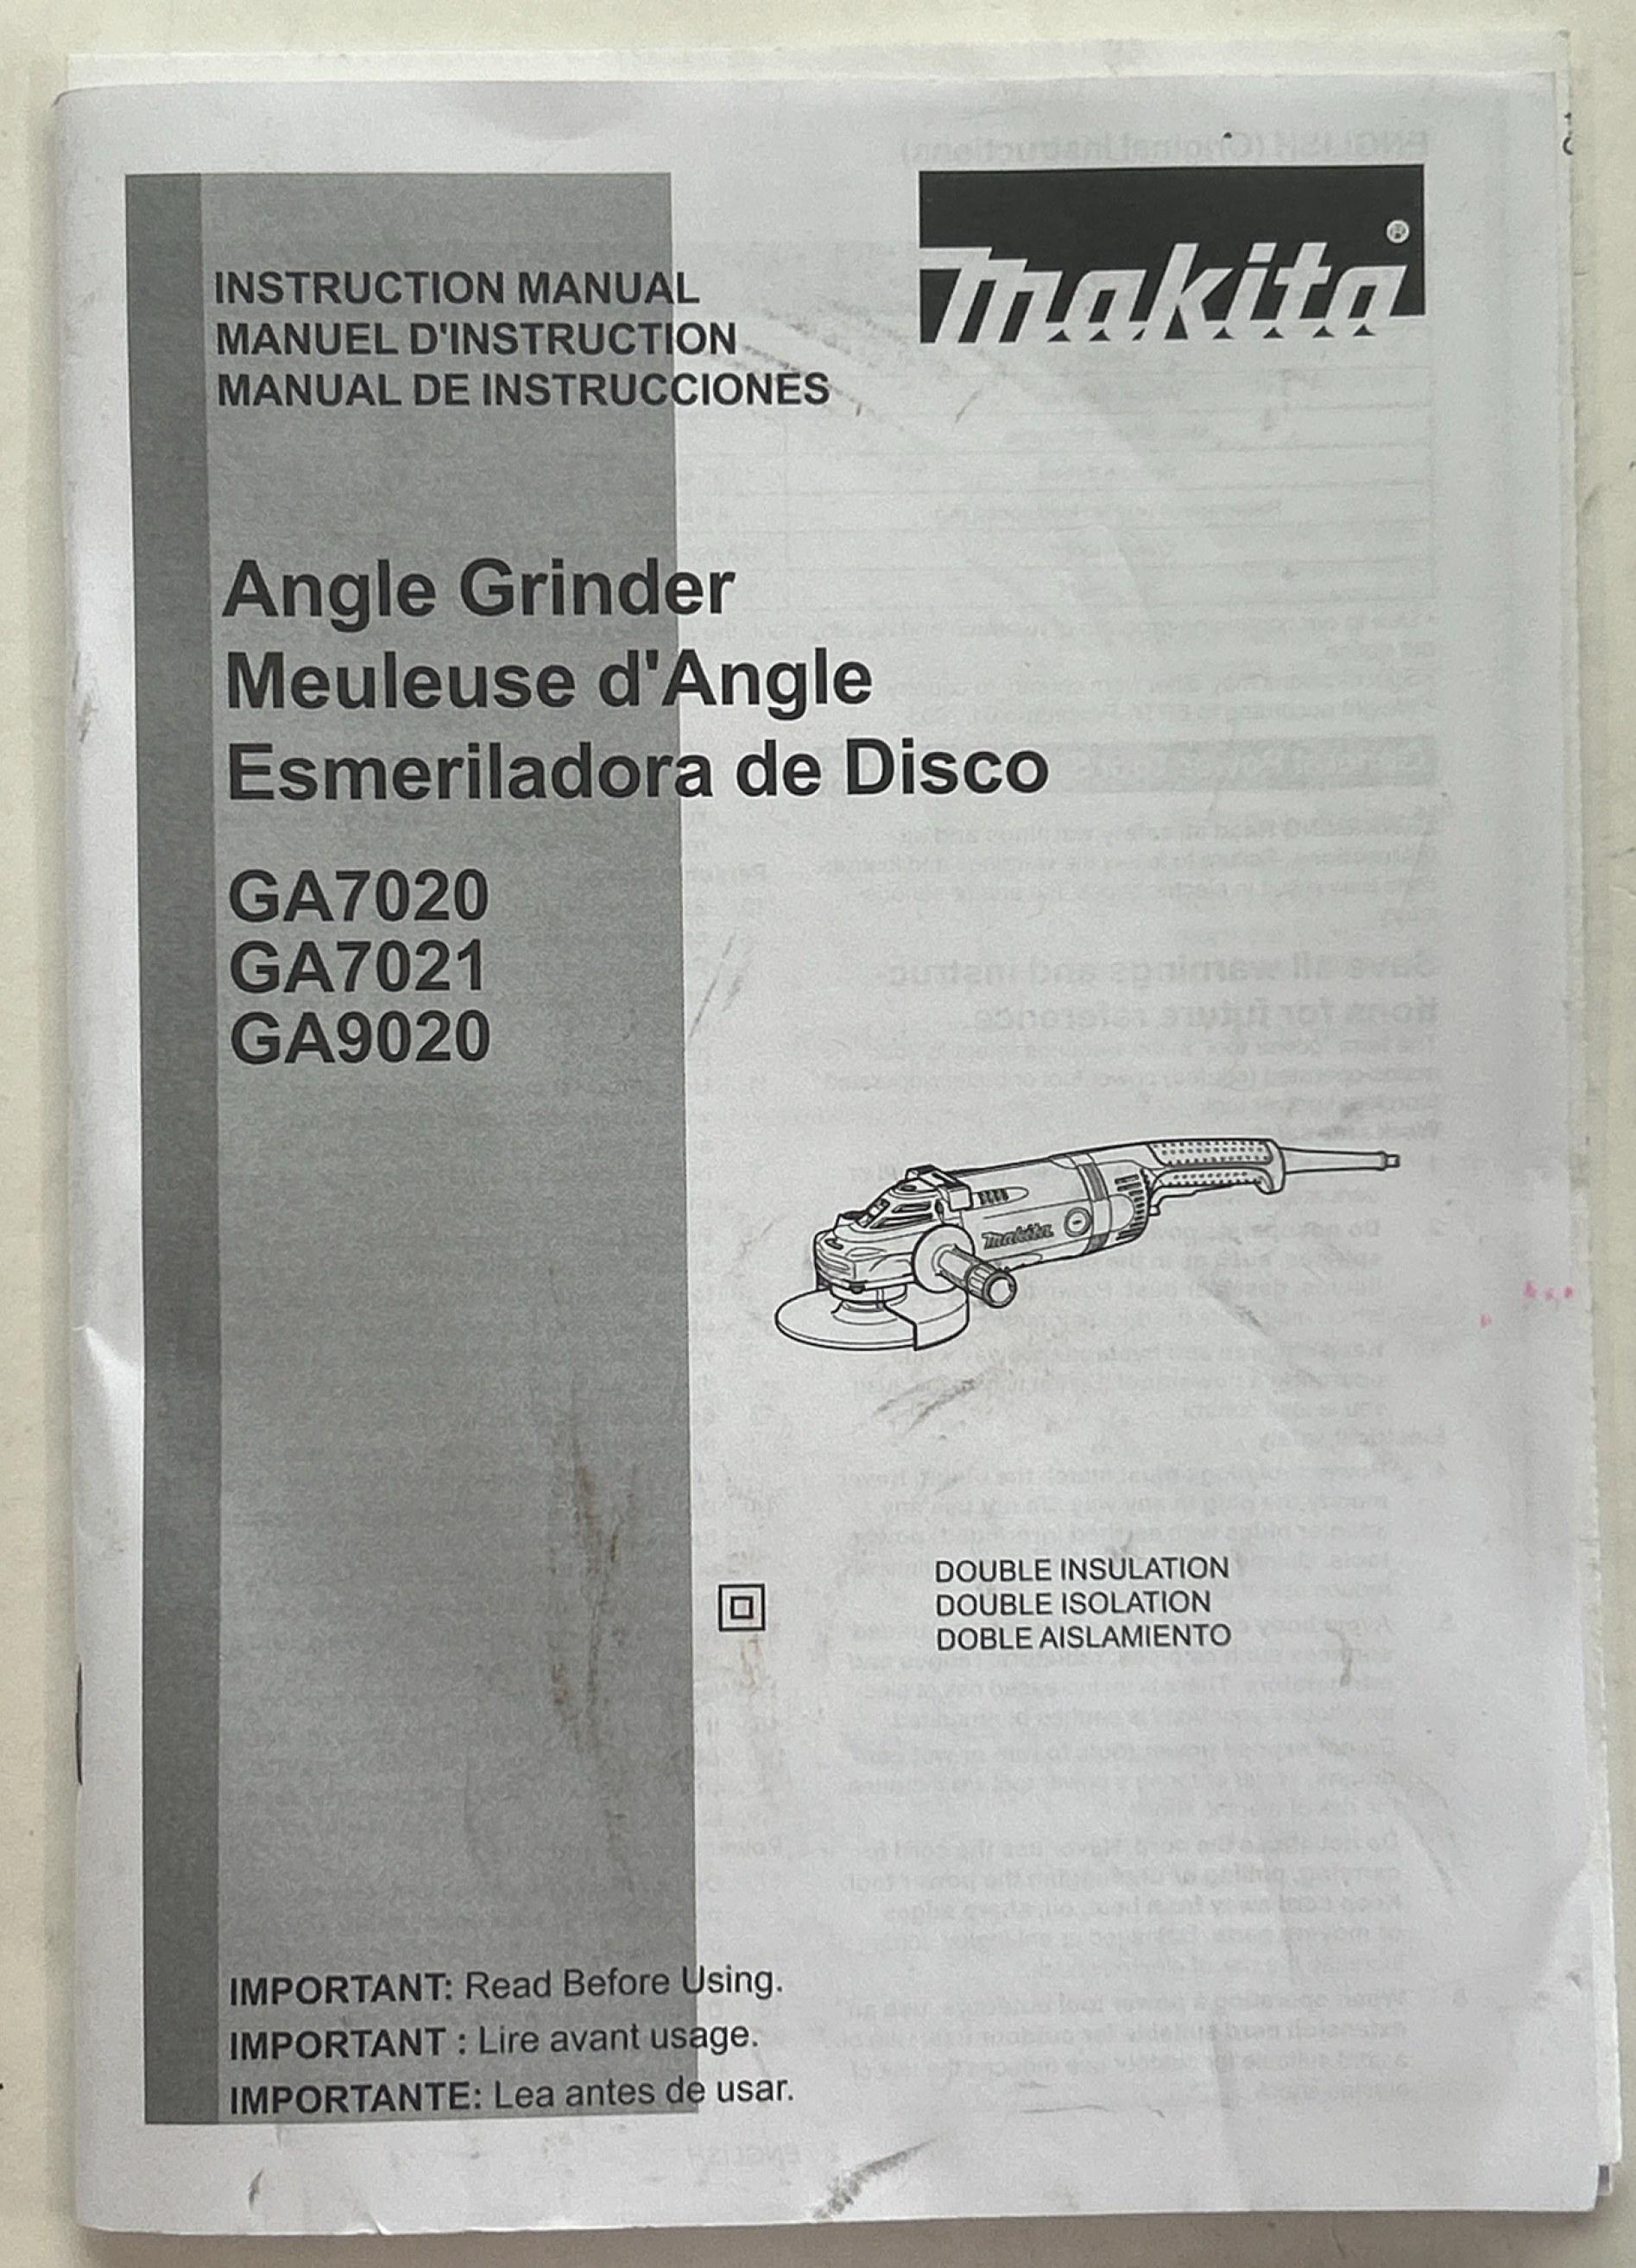 INSTRUCTION MANUAL
MANUEL D'INSTRUCTION
MANUAL DE INSTRUCCIONES
makita®
Angle Grinder
Meuleuse d'Angle
Esmeriladora de Disco
GA7020
GA7021
GA9020
makita
DOUBLE INSULATION
DOUBLE ISOLATION
DOBLE AISLAMIENTO
IMPORTANT: Read Before Using.
IMPORTANT : Lire avant usage.
IMPORTANTE: Lea antes de usar.